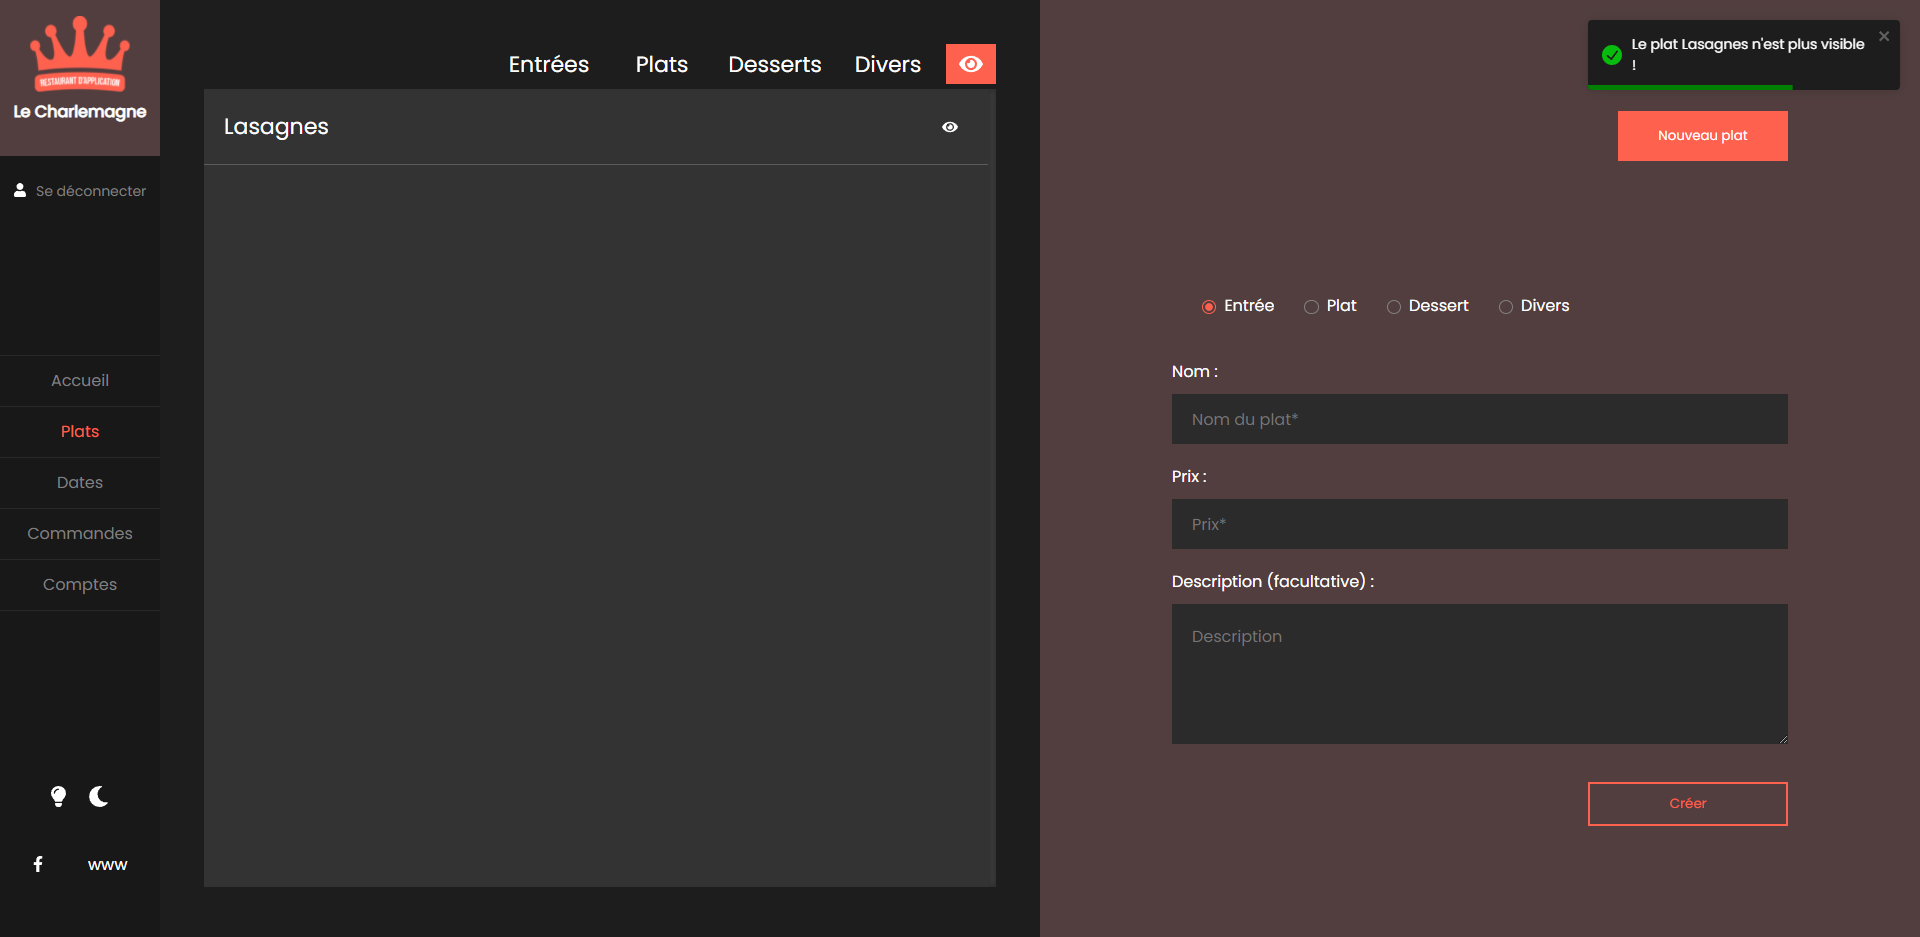 RESTAURANT D'APPLICATION
Le Charlemagne
Se déconnecter
Accueil
Plats
Dates
Commandes
Comptes
www
Entrées Plats Desserts Divers
Lasagnes
Le plat Lasagnes n'est plus visible
!
Nouveau plat
Entrée Plat Dessert Divers
Nom :
Nom du plat*
Prix :
Prix*
Description (facultative) :
Description
Créer